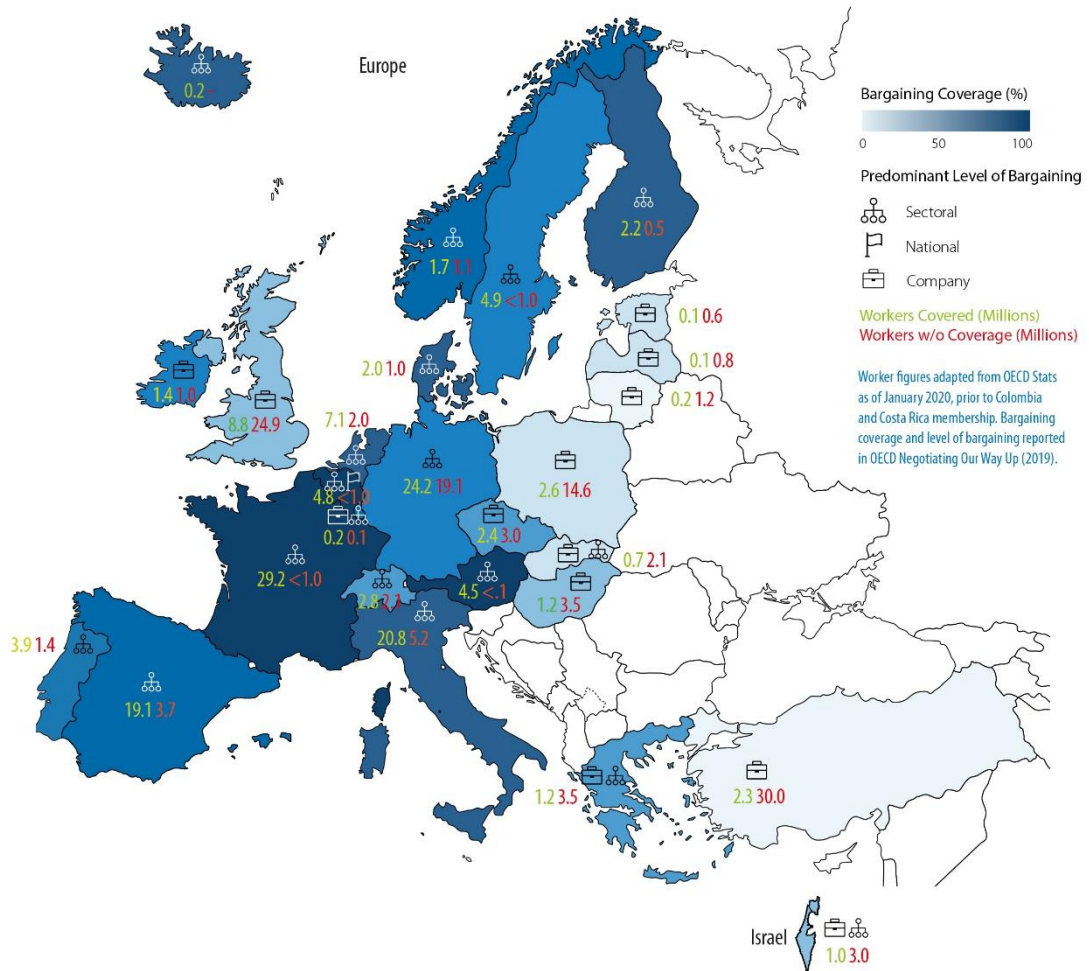 Europe
0.2 -
Bargaining Coverage (%)
0 50 100
Predominant Level of Bargaining
Sectoral
National
Company
Workers Covered (Millions)
Workers w/o Coverage (Millions)
Worker figures adapted from OECD Stats
as of January 2020, prior to Colombia
and Costa Rica membership. Bargaining
coverage and level of bargaining reported
in OECD Negotiating Our Way Up (2019).
2.2 0.5
1.7 1.1
4.9 <1.0
0.1 0.6
0.1 0.8
0.2 1.2
2.0 1.0
1.4 1.0
8.8 24.9
7.1 2.0
24.2 19.1
2.6 14.6
4.8 <1.0
0.2 0.1
2.4 3.0
0.7 2.1
29.2 <1.0
2.8 2.1
4.5 <.1
1.2 3.5
20.8 5.2
3.9 1.4
19.1 3.7
1.2 3.5
2.3 30.0
Israel
1.0 3.0